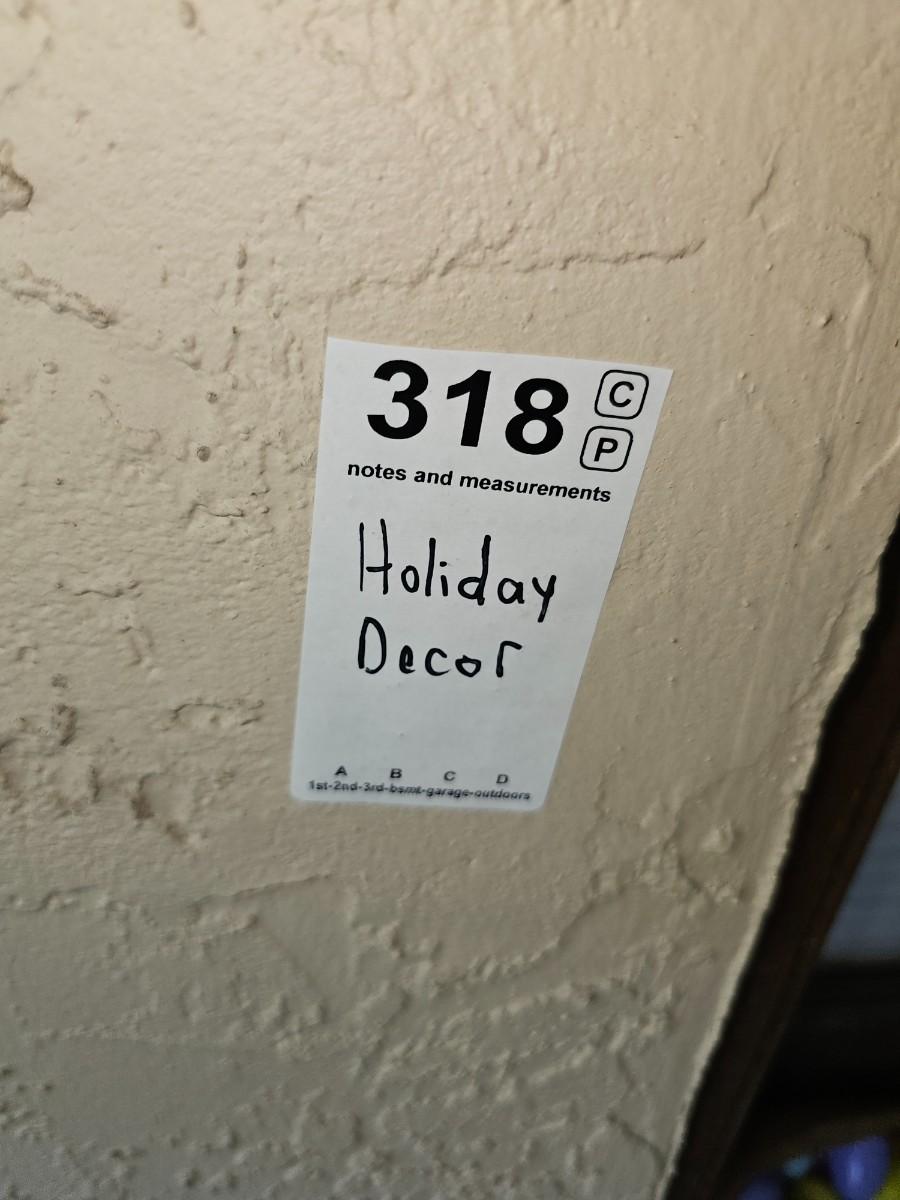 318 C
P
notes and measurements
Holiday
Decor
A B C D
1st-2nd-3rd-bsmt-garage-outdoors